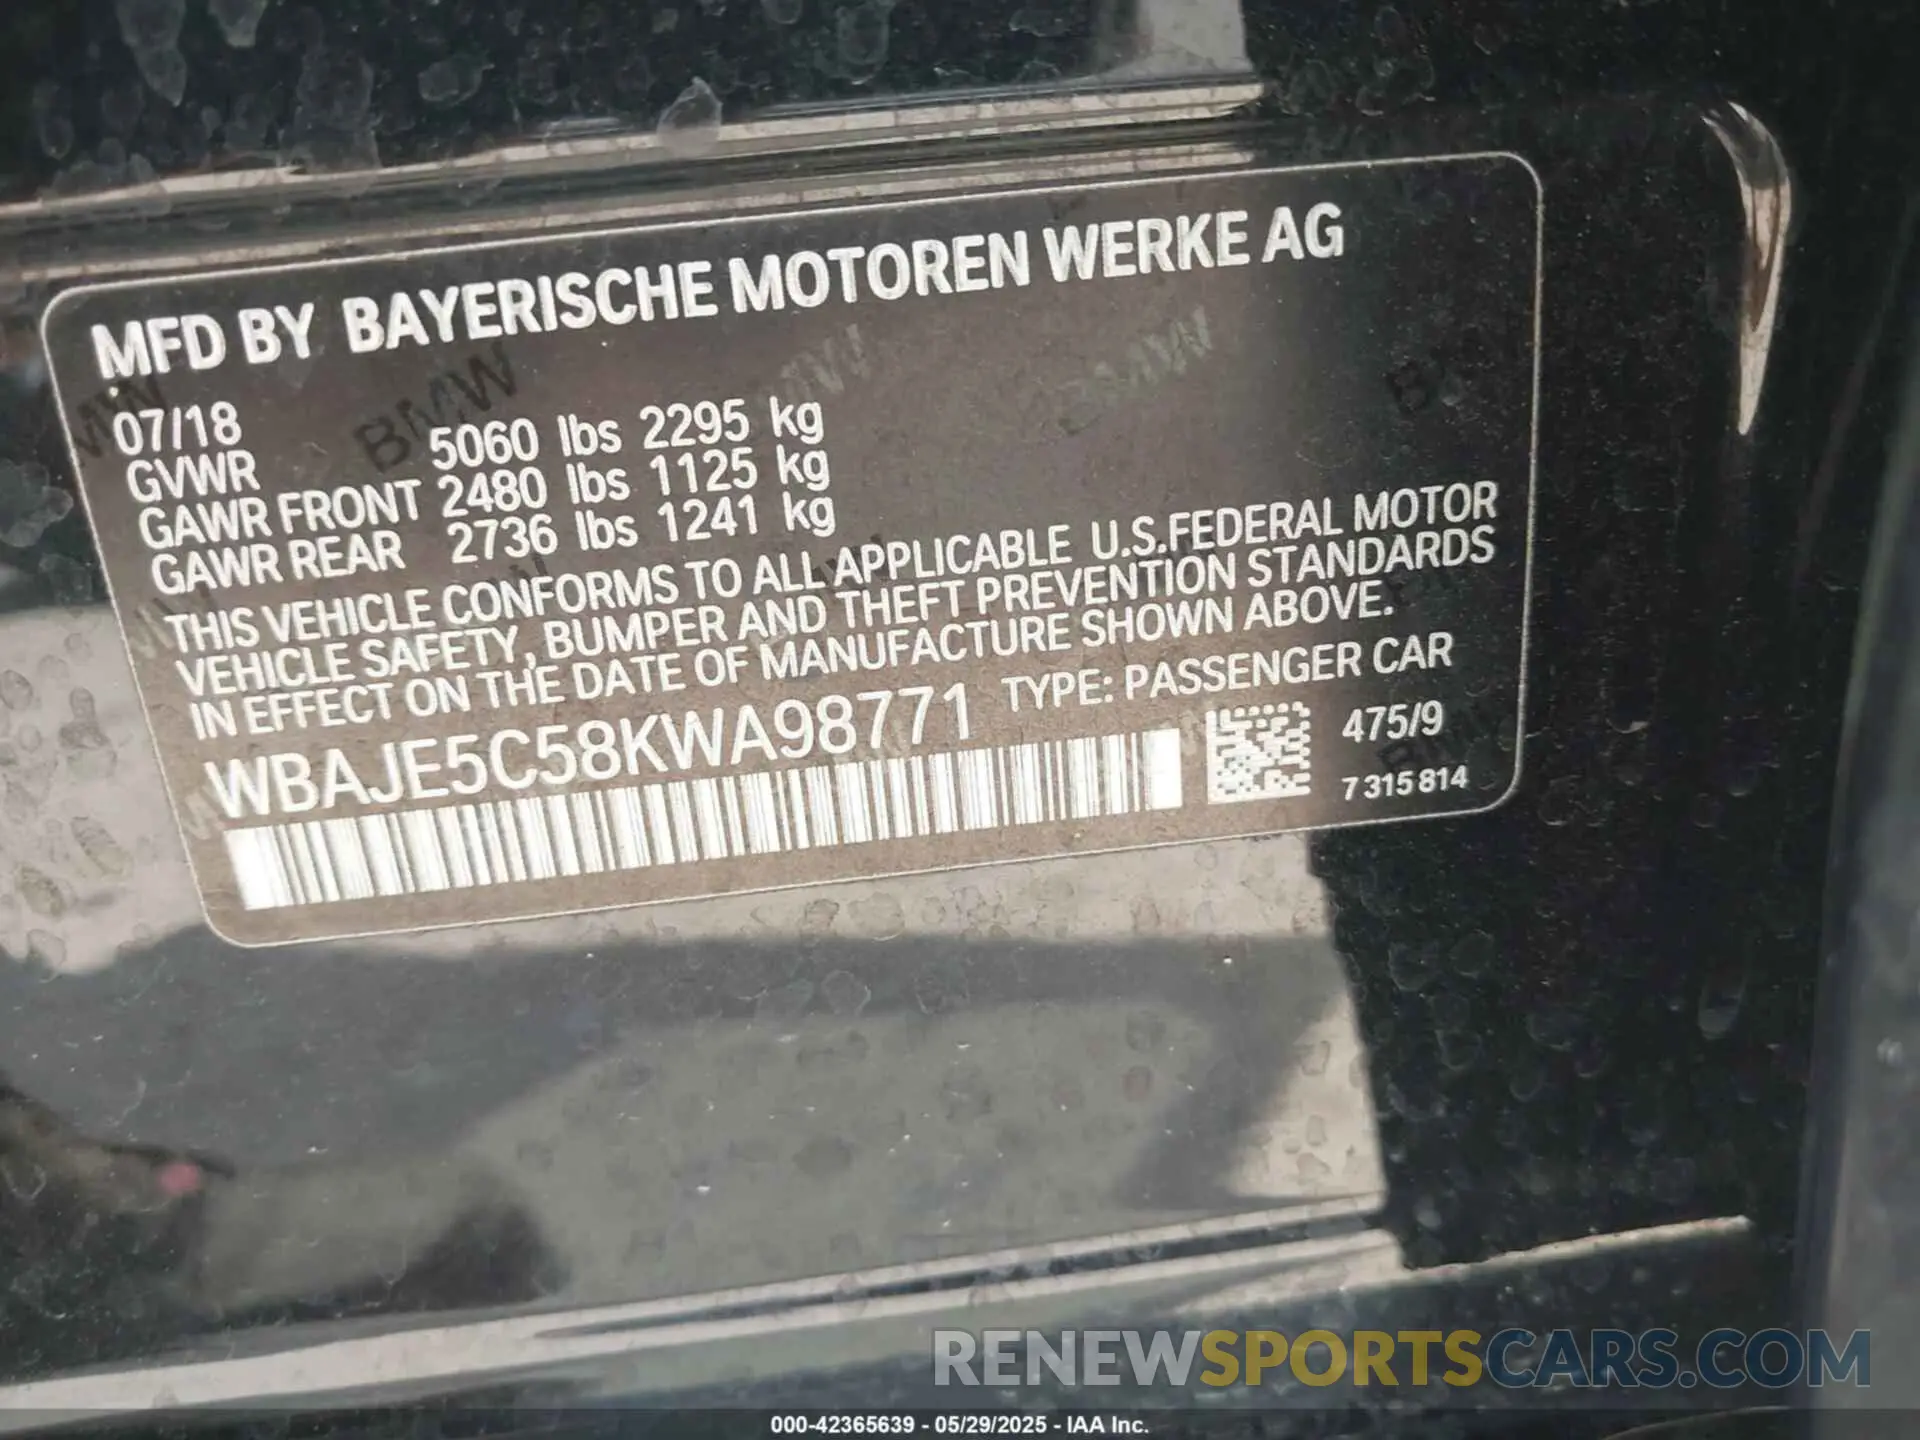 MFD BY BAYERISCHE MOTOREN WERKE AG
07/18
GVWR 5060 lbs 2295 kg
GAWR FRONT 2480 lbs 1125 kg
GAWR REAR 2736 lbs 1241 kg
THIS VEHICLE CONFORMS TO ALL APPLICABLE U.S.FEDERAL MOTOR
VEHICLE SAFETY, BUMPER AND THEFT PREVENTION STANDARDS
IN EFFECT ON THE DATE OF MANUFACTURE SHOWN ABOVE.
WBAJE5C58KWA98771 TYPE: PASSENGER CAR
475/9
7 315 814
RENEWSPORTSCARS.COM
000-42365639 - 05/29/2025 - IAA Inc.